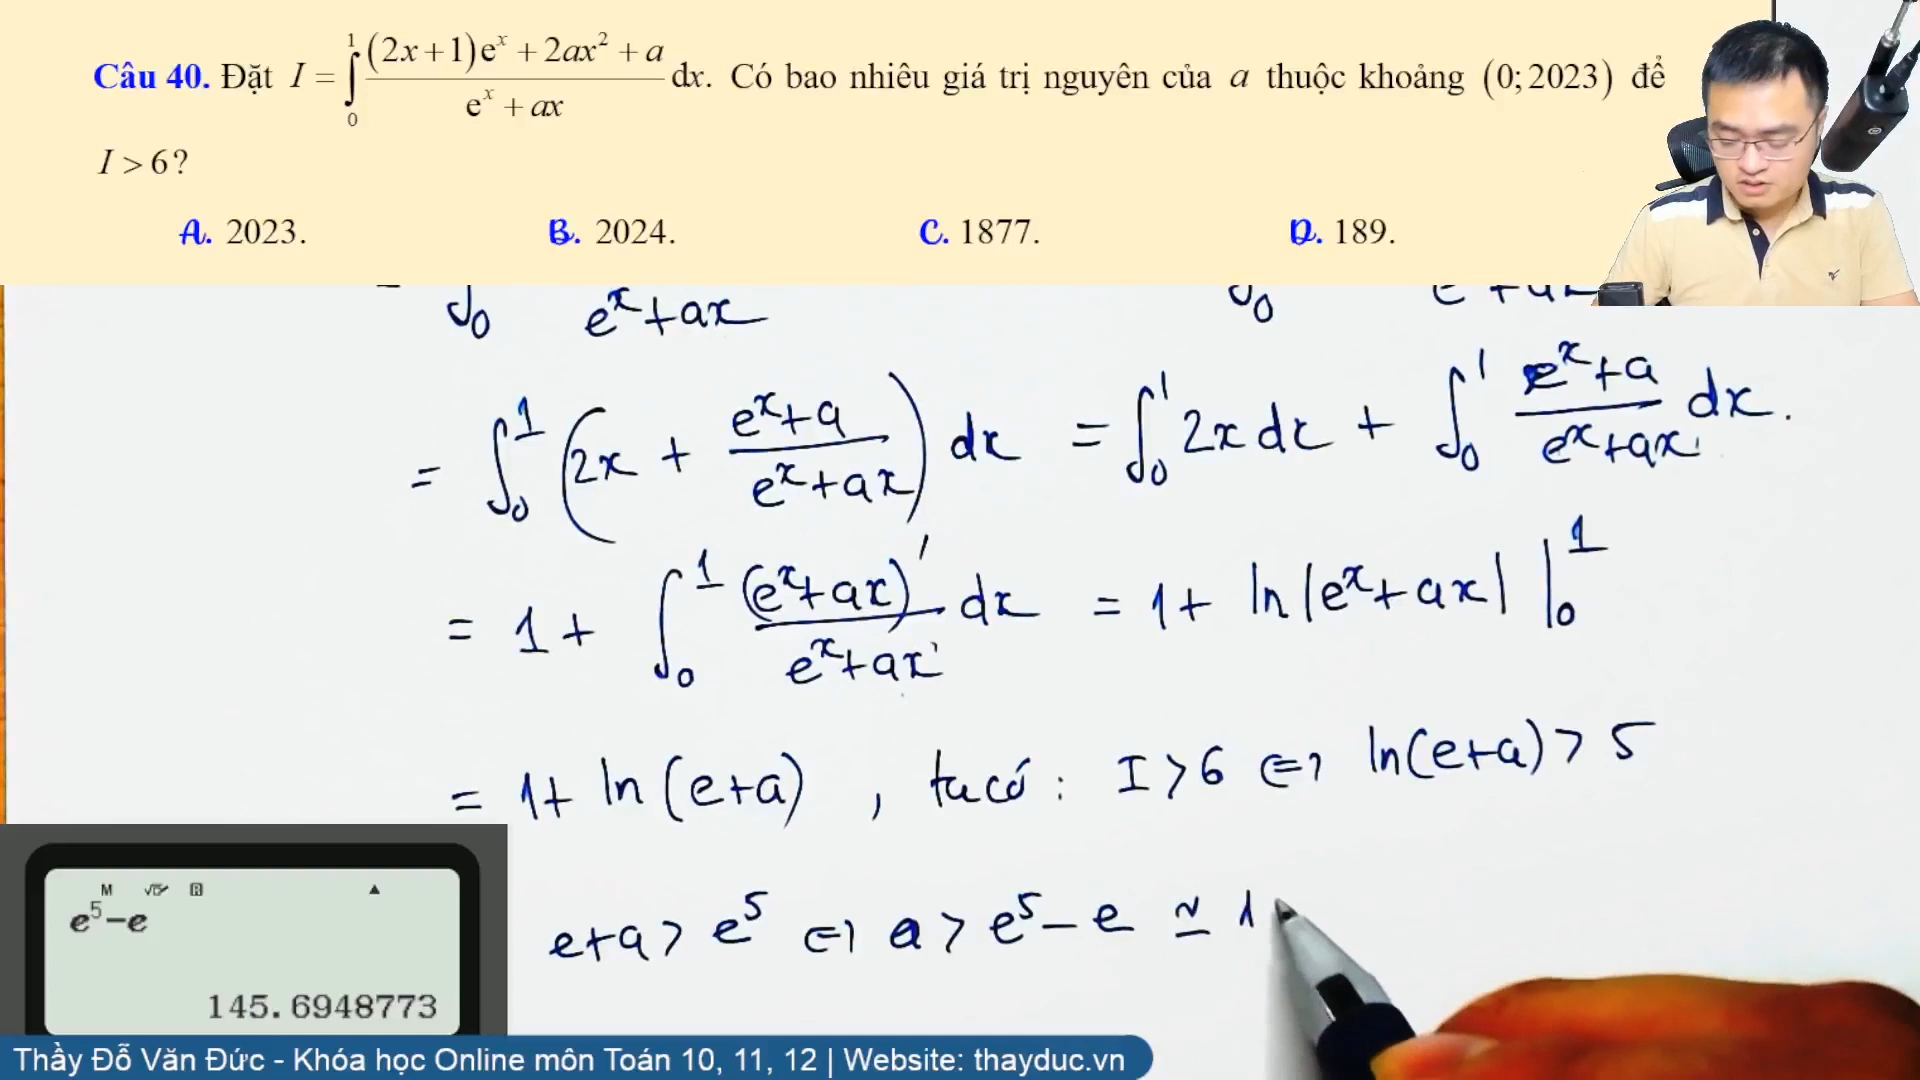 Câu 40. Đặt I = ∫₀¹ ((2x+1)eˣ + 2ax² + a)/(eˣ + ax) dx. Có bao nhiêu giá trị nguyên của a thuộc khoảng (0;2023) để
I > 6?
A. 2023. B. 2024. C. 1877. D. 189.
∫₀ eˣ+ax ∫₀
= ∫₀¹ (2x + (eˣ+a)/(eˣ+ax)) dx = ∫₀¹ 2x dx + ∫₀¹ (eˣ+a)/(eˣ+ax) dx.
= 1 + ∫₀¹ (eˣ+ax)'/(eˣ+ax) dx = 1 + ln|eˣ+ax| |₀¹
= 1+ ln(e+a) , ta có: I > 6 ⇔ ln(e+a) > 5
e+a > e⁵ ⇔ a > e⁵ − e ≃ 1
M √▱ R ▲
e⁵−e
145.6948773
Thầy Đỗ Văn Đức - Khóa học Online môn Toán 10, 11, 12 | Website: thayduc.vn